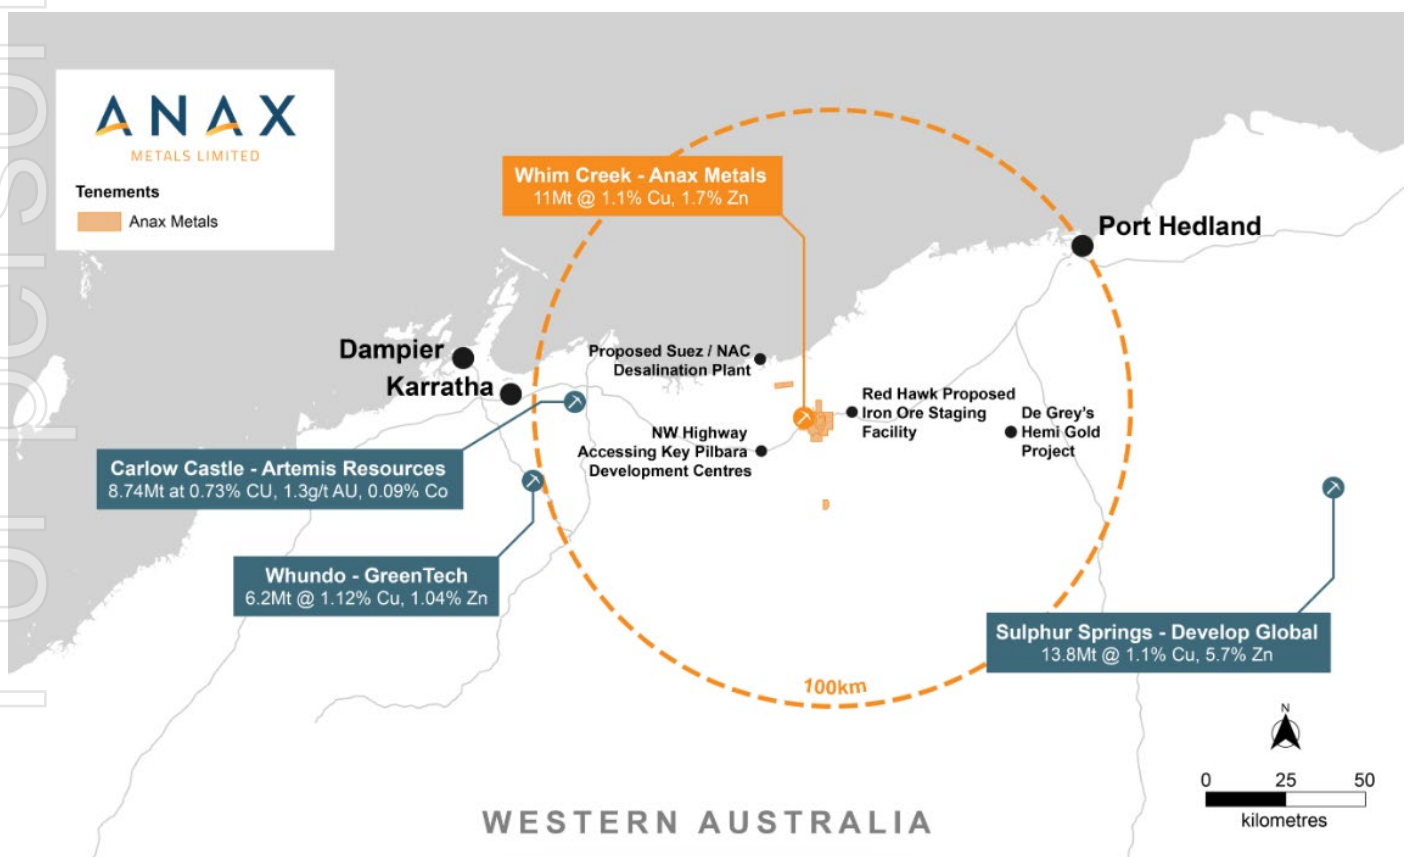 ANAX
METALS LIMITED
Tenements
Anax Metals
Whim Creek - Anax Metals
11Mt @ 1.1% Cu, 1.7% Zn
Port Hedland
Dampier
Karratha
Proposed Suez / NAC
Desalination Plant
Red Hawk Proposed
Iron Ore Staging
Facility
De Grey's
Hemi Gold
Project
NW Highway
Accessing Key Pilbara
Development Centres
Carlow Castle - Artemis Resources
8.74Mt at 0.73% CU, 1.3g/t AU, 0.09% Co
Whundo - GreenTech
6.2Mt @ 1.12% Cu, 1.04% Zn
Sulphur Springs - Develop Global
13.8Mt @ 1.1% Cu, 5.7% Zn
100km
N
0 25 50
kilometres
WESTERN AUSTRALIA